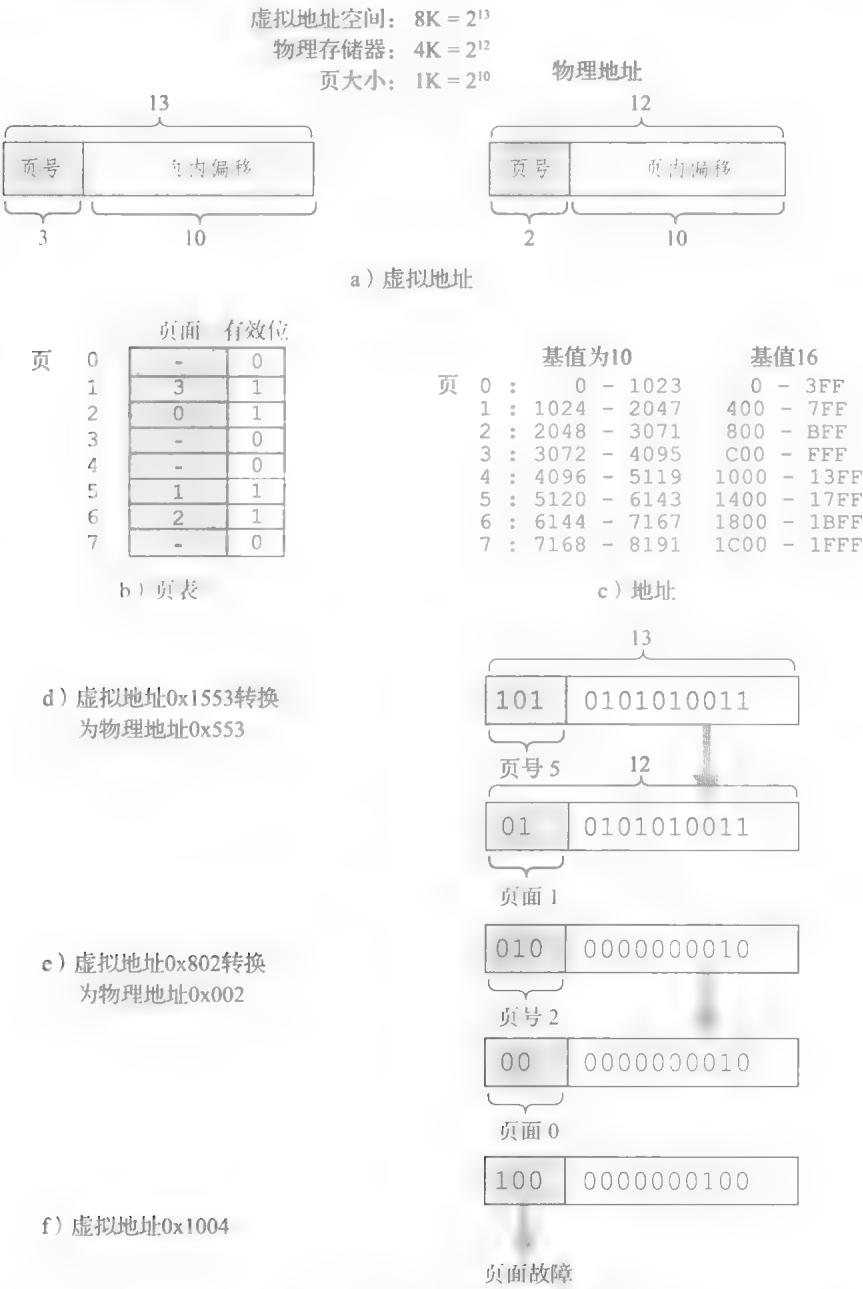 虚拟地址空间： 8K = 2¹³
物理存储器： 4K = 2¹²
页大小： 1K = 2¹⁰
物理地址
13
12
页号 页内偏移
页号 页内偏移
3 10
2 10
a）虚拟地址
页面 有效位
页 0 - 0
1 3 1
2 0 1
3 - 0
4 - 0
5 1 1
6 2 1
7 - 0
b）页表
基值为10 基值16
页 0 : 0 - 1023 0 - 3FF
1 : 1024 - 2047 400 - 7FF
2 : 2048 - 3071 800 - BFF
3 : 3072 - 4095 C00 - FFF
4 : 4096 - 5119 1000 - 13FF
5 : 5120 - 6143 1400 - 17FF
6 : 6144 - 7167 1800 - 1BFF
7 : 7168 - 8191 1C00 - 1FFF
c）地址
d）虚拟地址0x1553转换
为物理地址0x553
13
101 0101010011
页号 5
12
01 0101010011
页面 1
e）虚拟地址0x802转换
为物理地址0x002
010 0000000010
页号 2
00 0000000010
页面 0
f）虚拟地址0x1004
100 0000000100
页面故障